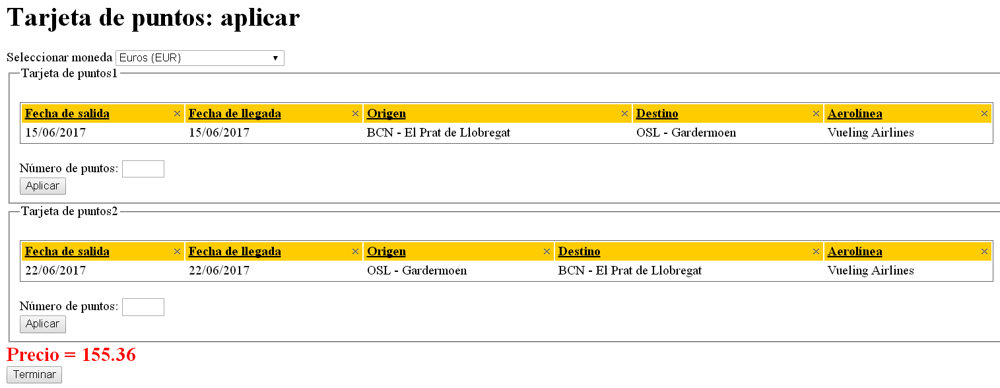 Tarjeta de puntos: aplicar
Seleccionar moneda Euros (EUR)
Tarjeta de puntos1
Fecha de salida × Fecha de llegada × Origen × Destino × Aerolínea ×
15/06/2017 15/06/2017 BCN - El Prat de Llobregat OSL - Gardermoen Vueling Airlines
Número de puntos:
Aplicar
Tarjeta de puntos2
Fecha de salida × Fecha de llegada × Origen × Destino × Aerolínea ×
22/06/2017 22/06/2017 OSL - Gardermoen BCN - El Prat de Llobregat Vueling Airlines
Número de puntos:
Aplicar
Precio = 155.36
Terminar